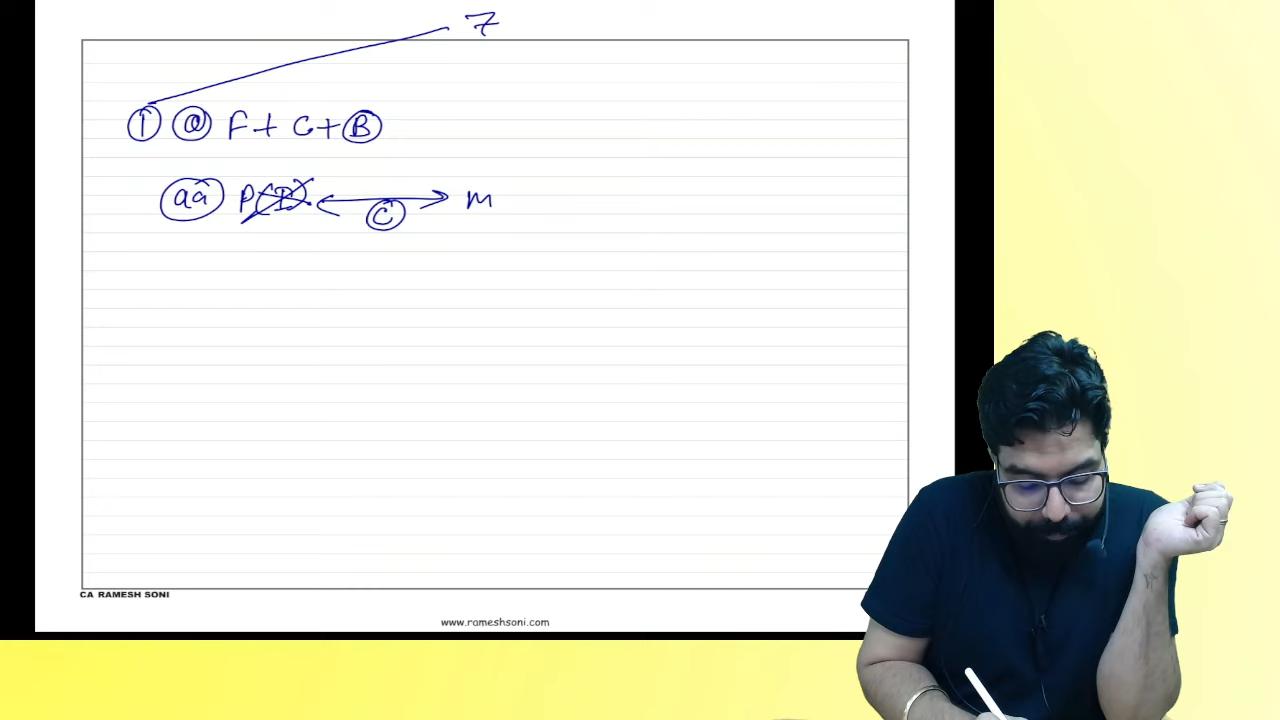 7
1 a F + G + B
aa P(I) C M
CA RAMESH SONI
www.rameshsoni.com